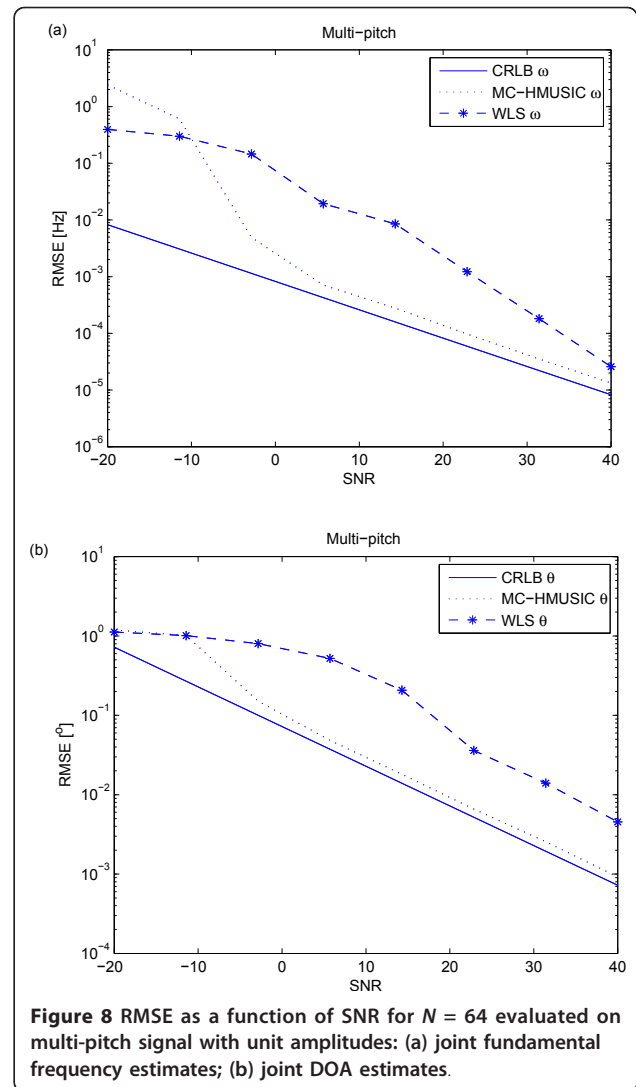 (a)
Multi−pitch
10^1
10^0
10^−1
10^−2
10^−3
10^−4
10^−5
10^−6
RMSE [Hz]
CRLB ω
MC−HMUSIC ω
WLS ω
−20 −10 0 10 20 30 40
SNR
(b)
Multi−pitch
10^1
10^0
10^−1
10^−2
10^−3
10^−4
RMSE [°]
CRLB θ
MC−HMUSIC θ
WLS θ
−20 −10 0 10 20 30 40
SNR
Figure 8 RMSE as a function of SNR for N = 64 evaluated on
multi-pitch signal with unit amplitudes: (a) joint fundamental
frequency estimates; (b) joint DOA estimates.